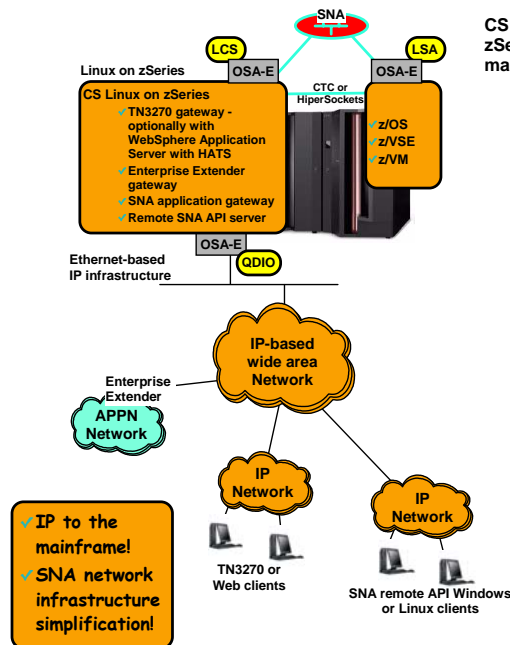 SNA
CS
zSe
ma
LCS
LSA
OSA-E
OSA-E
Linux on zSeries
CTC or
HiperSockets
CS Linux on zSeries
✓TN3270 gateway -
optionally with
WebSphere Application
Server with HATS
✓Enterprise Extender
gateway
✓SNA application gateway
✓Remote SNA API server
✓z/OS
✓z/VSE
✓z/VM
OSA-E
QDIO
Ethernet-based
IP infrastructure
IP-based
wide area
Network
Enterprise
Extender
APPN
Network
IP
Network
IP
Network
TN3270 or
Web clients
SNA remote API Windows
or Linux clients
✓IP to the
mainframe!
✓SNA network
infrastructure
simplification!